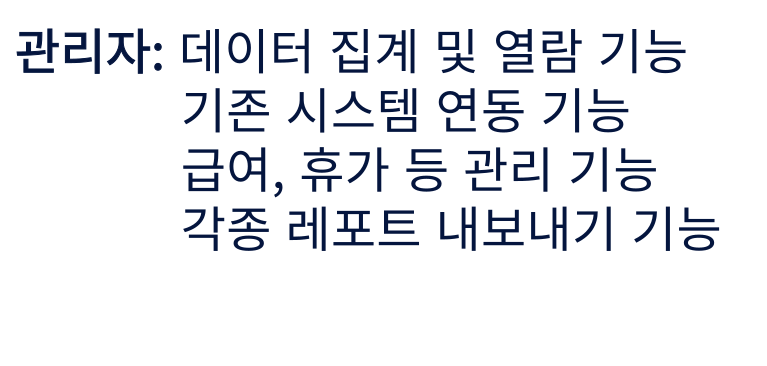 관리자: 데이터 집계 및 열람 기능
기존 시스템 연동 기능
급여, 휴가 등 관리 기능
각종 레포트 내보내기 기능